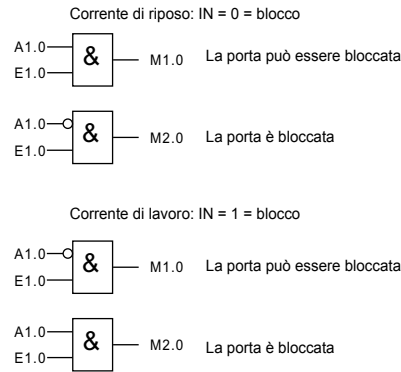 Corrente di riposo: IN = 0 = blocco
A1.0
E1.0
&
M1.0
La porta può essere bloccata
A1.0
E1.0
&
M2.0
La porta è bloccata
Corrente di lavoro: IN = 1 = blocco
A1.0
E1.0
&
M1.0
La porta può essere bloccata
A1.0
E1.0
&
M2.0
La porta è bloccata